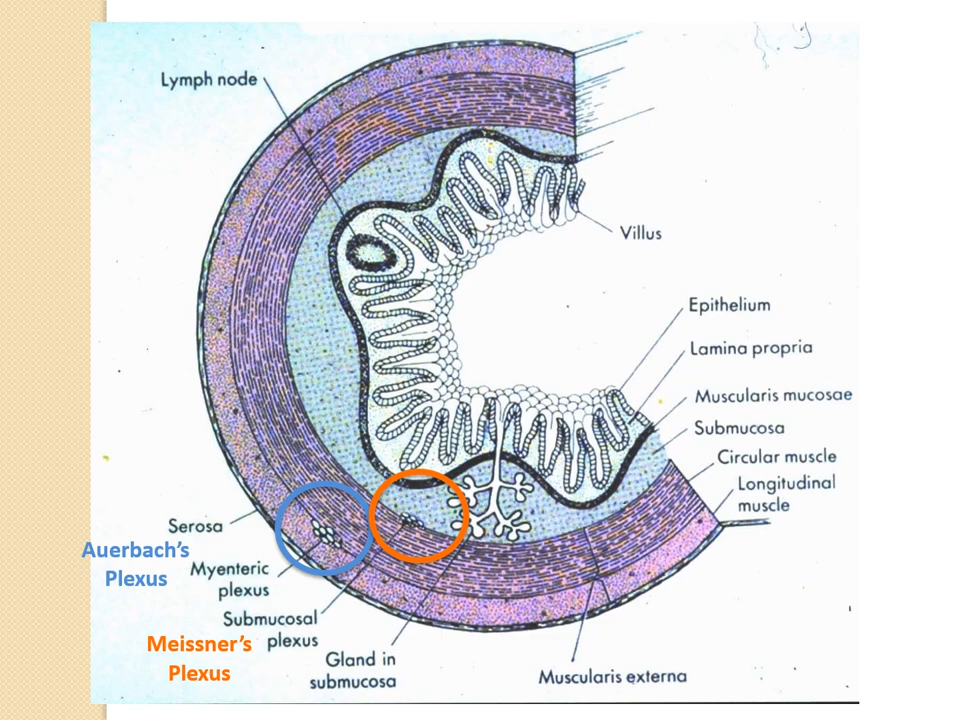 Lymph node
Villus
Epithelium
Lamina propria
Muscularis mucosae
Submucosa
Circular muscle
Longitudinal
muscle
Serosa
Auerbach’s
Plexus
Myenteric
plexus
Submucosal
plexus
Meissner’s
Plexus
Gland in
submucosa
Muscularis externa